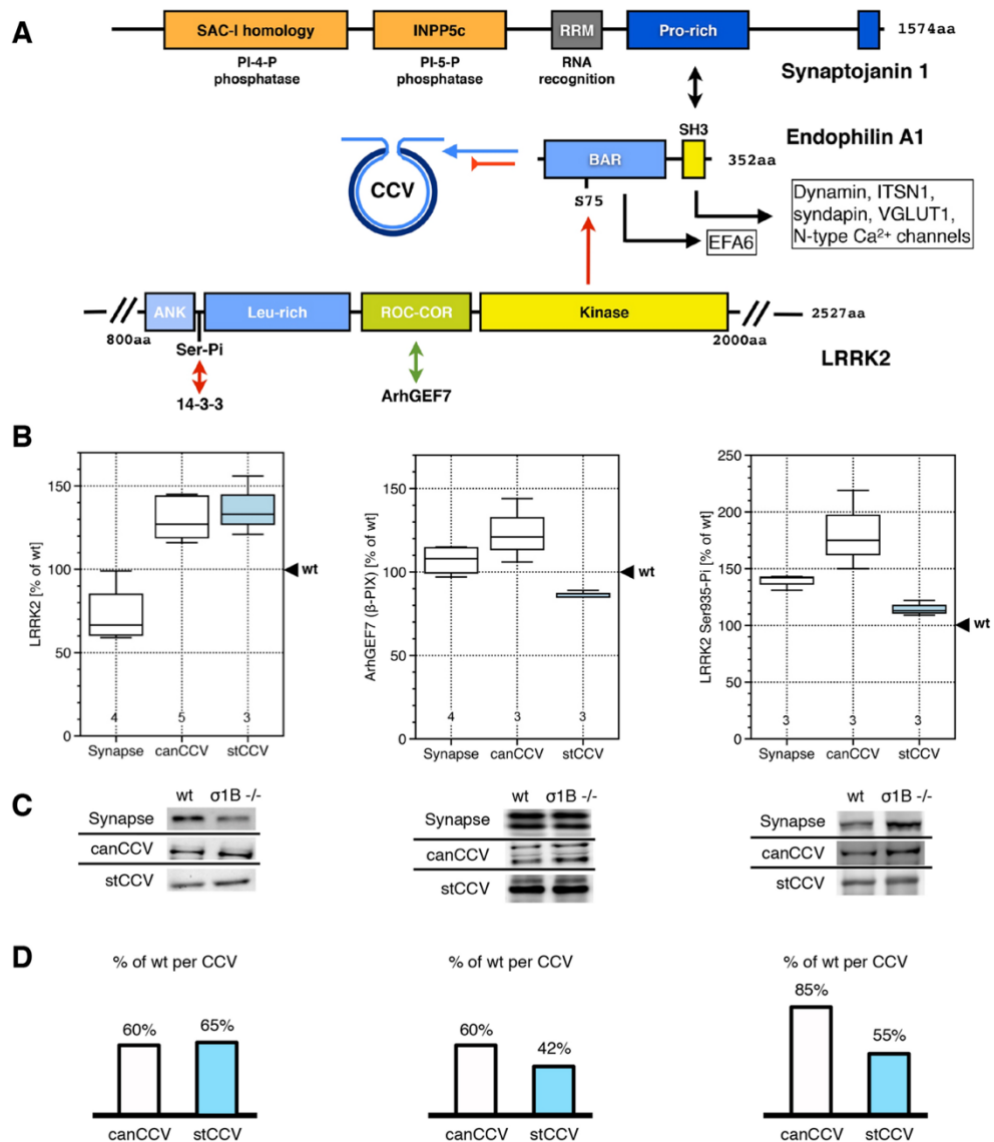 A
SAC-I homology
INPP5c
RRM
Pro-rich
1574aa
PI-4-P
phosphatase
PI-5-P
phosphatase
RNA
recognition
Synaptojanin 1
SH3
Endophilin A1
CCV
BAR
352aa
S75
Dynamin, ITSN1,
syndapin, VGLUT1,
N-type Ca²⁺ channels
EFA6
ANK
Leu-rich
ROC-COR
Kinase
2527aa
800aa
2000aa
Ser-Pi
LRRK2
14-3-3
ArhGEF7
B
LRRK2 [% of wt]
150
100
50
0
wt
4
5
3
Synapse
canCCV
stCCV
ArhGEF7 (β-PIX) [% of wt]
150
100
50
0
wt
4
3
3
Synapse
canCCV
stCCV
LRRK2 Ser935-Pi [% of wt]
250
200
150
100
50
0
wt
3
3
3
Synapse
canCCV
stCCV
C
wt σ1B -/-
Synapse
canCCV
stCCV
wt σ1B -/-
Synapse
canCCV
stCCV
wt σ1B -/-
Synapse
canCCV
stCCV
D
% of wt per CCV
60%
65%
canCCV
stCCV
% of wt per CCV
60%
42%
canCCV
stCCV
% of wt per CCV
85%
55%
canCCV
stCCV